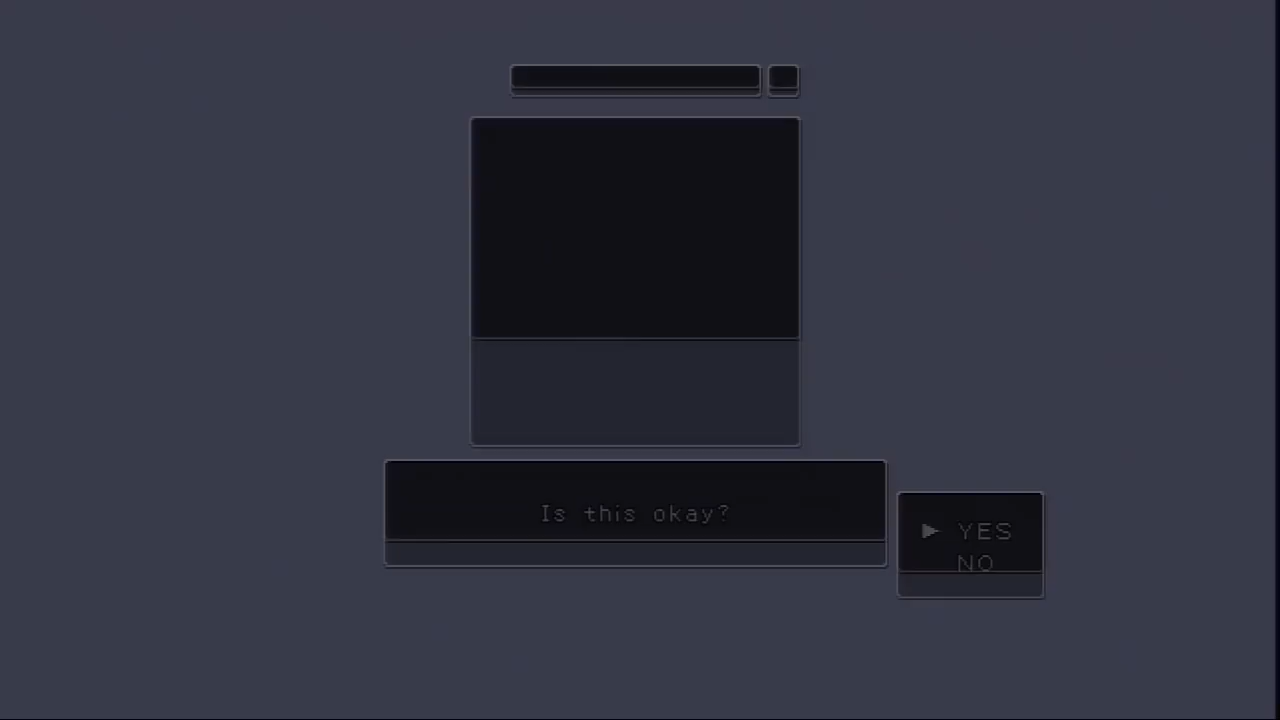 Is this okay?
► YES
NO